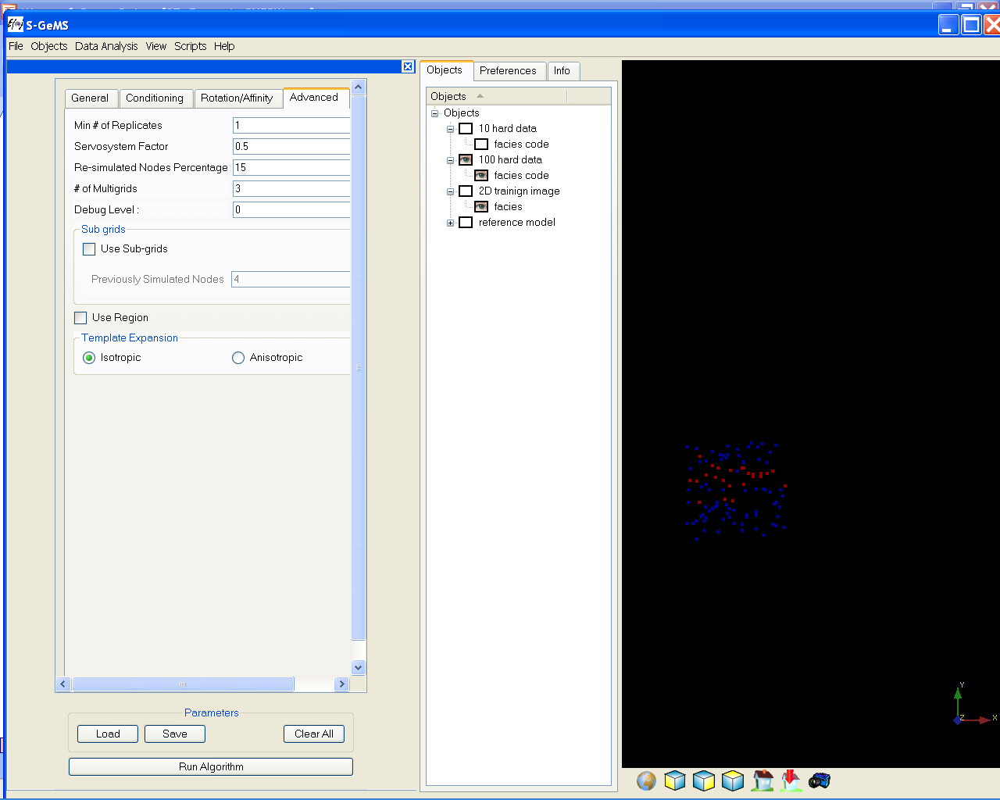 S-GeMS
File Objects Data Analysis View Scripts Help
General Conditioning Rotation/Affinity Advanced
Min # of Replicates 1
Servosystem Factor 0.5
Re-simulated Nodes Percentage 15
# of Multigrids 3
Debug Level : 0
Sub grids
Use Sub-grids
Previously Simulated Nodes 4
Use Region
Template Expansion
Isotropic Anisotropic
Parameters
Load Save Clear All
Run Algorithm
Objects Preferences Info
Objects
Objects
10 hard data
facies code
100 hard data
facies code
2D trainign image
facies
reference model
Y
Z X